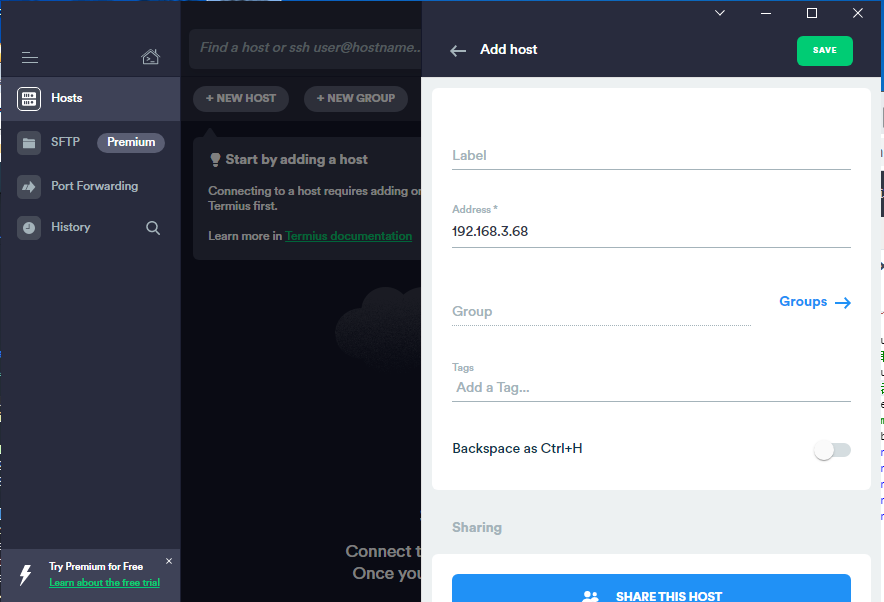 Find a host or ssh user@hostname..
Add host
SAVE
Hosts
SFTP
Premium
Port Forwarding
History
+ NEW HOST
+ NEW GROUP
Start by adding a host
Connecting to a host requires adding
Termius first.
Learn more in Termius documentation
Connect
Once you
Try Premium for Free
Learn about the free trial
Label
Address *
192.168.3.68
Group
Groups
Tags
Add a Tag...
Backspace as Ctrl+H
Sharing
SHARE THIS HOST